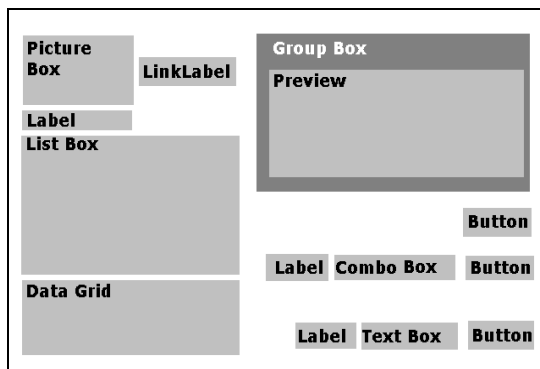 Picture
Box
LinkLabel
Label
List Box
Data Grid
Group Box
Preview
Button
Label Combo Box Button
Label Text Box Button